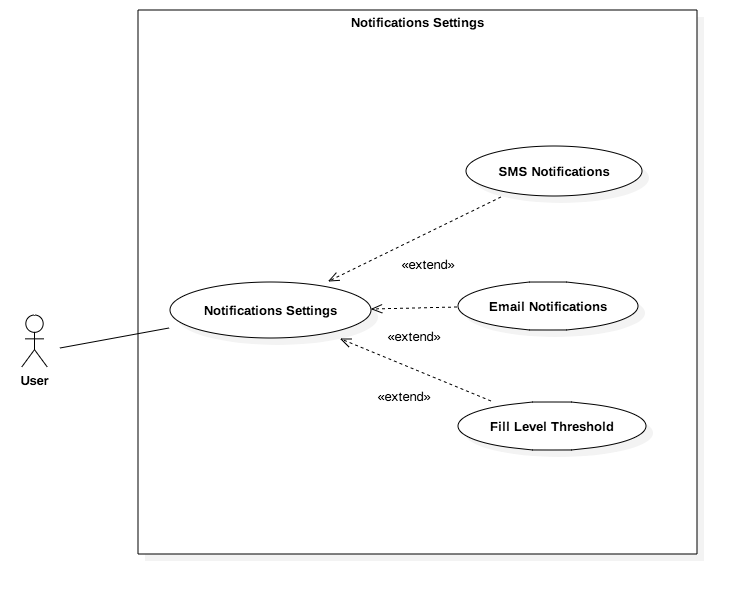 Notifications Settings
SMS Notifications
«extend»
Notifications Settings
Email Notifications
«extend»
User
«extend»
Fill Level Threshold